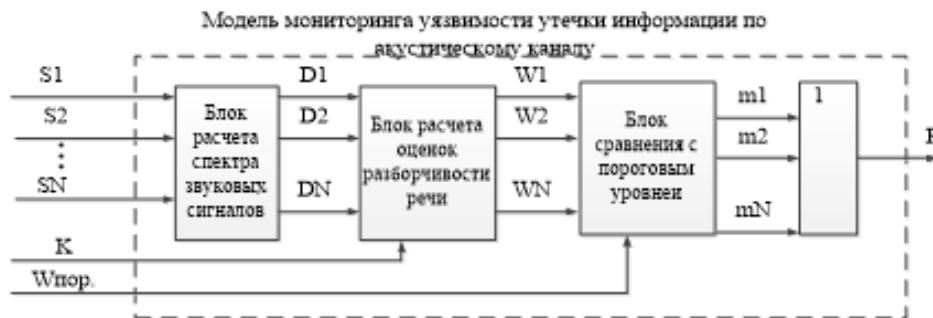 Модель мониторинга уязвимости утечки информации по
акустическому каналу
S1
S2
SN
K
Wпор.
Блок
расчета
спектра
звуковых
сигналов
D1
D2
DN
Блок расчета
оценок
разборчивости
речи
W1
W2
WN
Блок
сравнения с
пороговым
уровнеи
m1
m2
mN
1